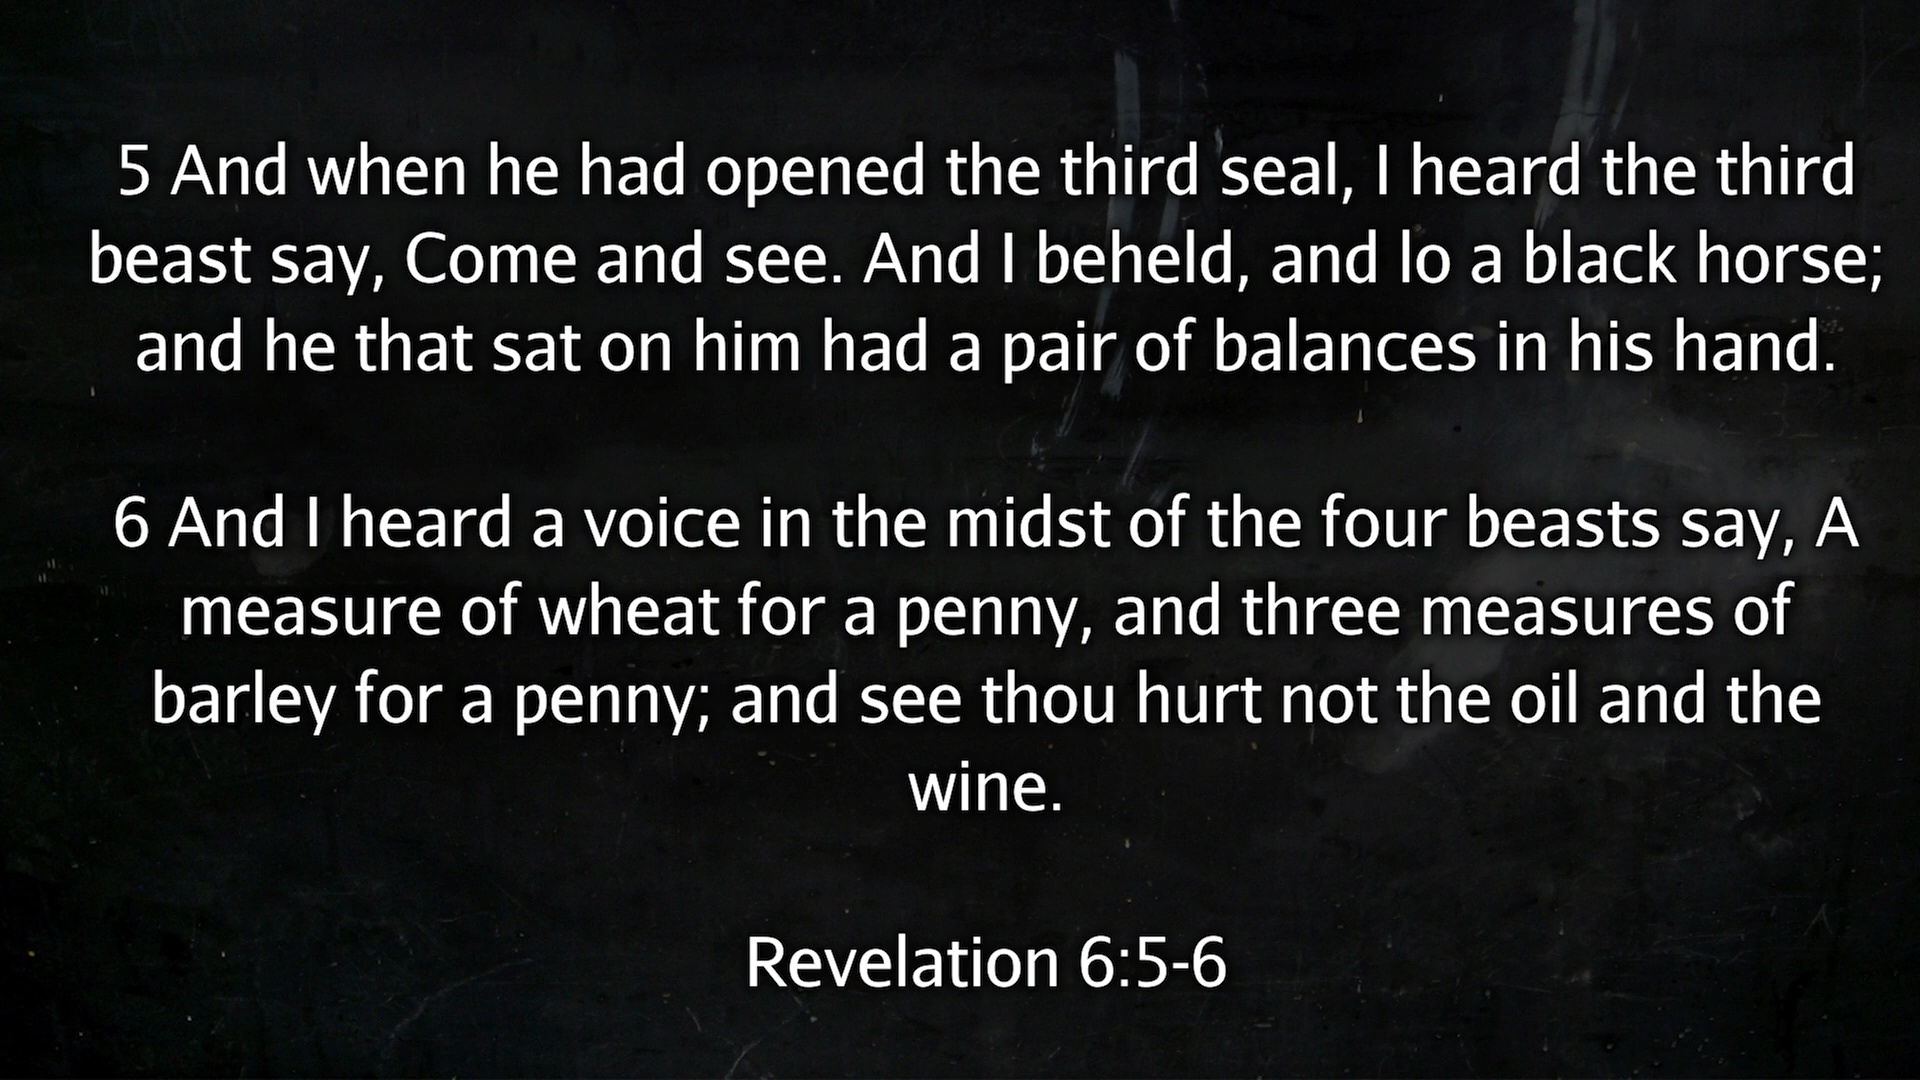 5 And when he had opened the third seal, I heard the third
beast say, Come and see. And I beheld, and lo a black horse;
and he that sat on him had a pair of balances in his hand.
6 And I heard a voice in the midst of the four beasts say, A
measure of wheat for a penny, and three measures of
barley for a penny; and see thou hurt not the oil and the
wine.
Revelation 6:5-6